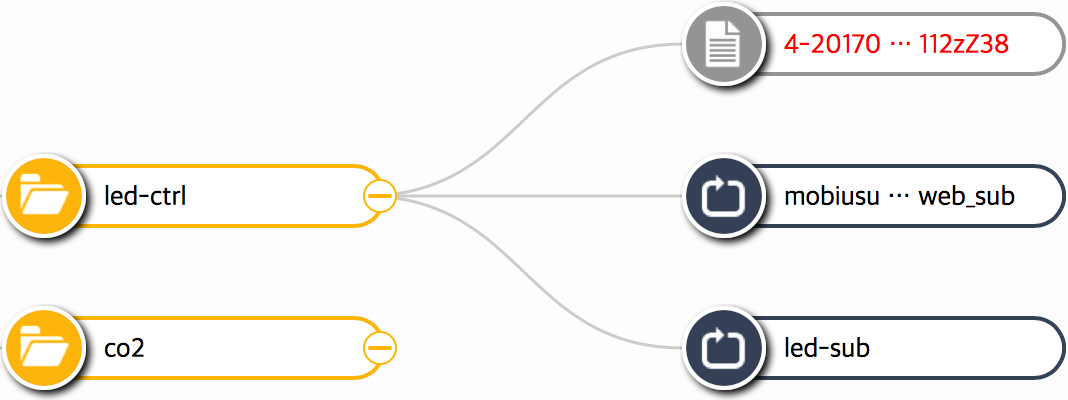 4-20170 ⋯ 112zZ38
led-ctrl
mobiusu ⋯ web_sub
co2
led-sub